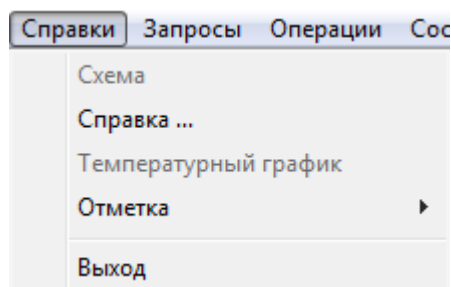 Справки Запросы Операции Сос
Схема
Справка ...
Температурный график
Отметка
Выход